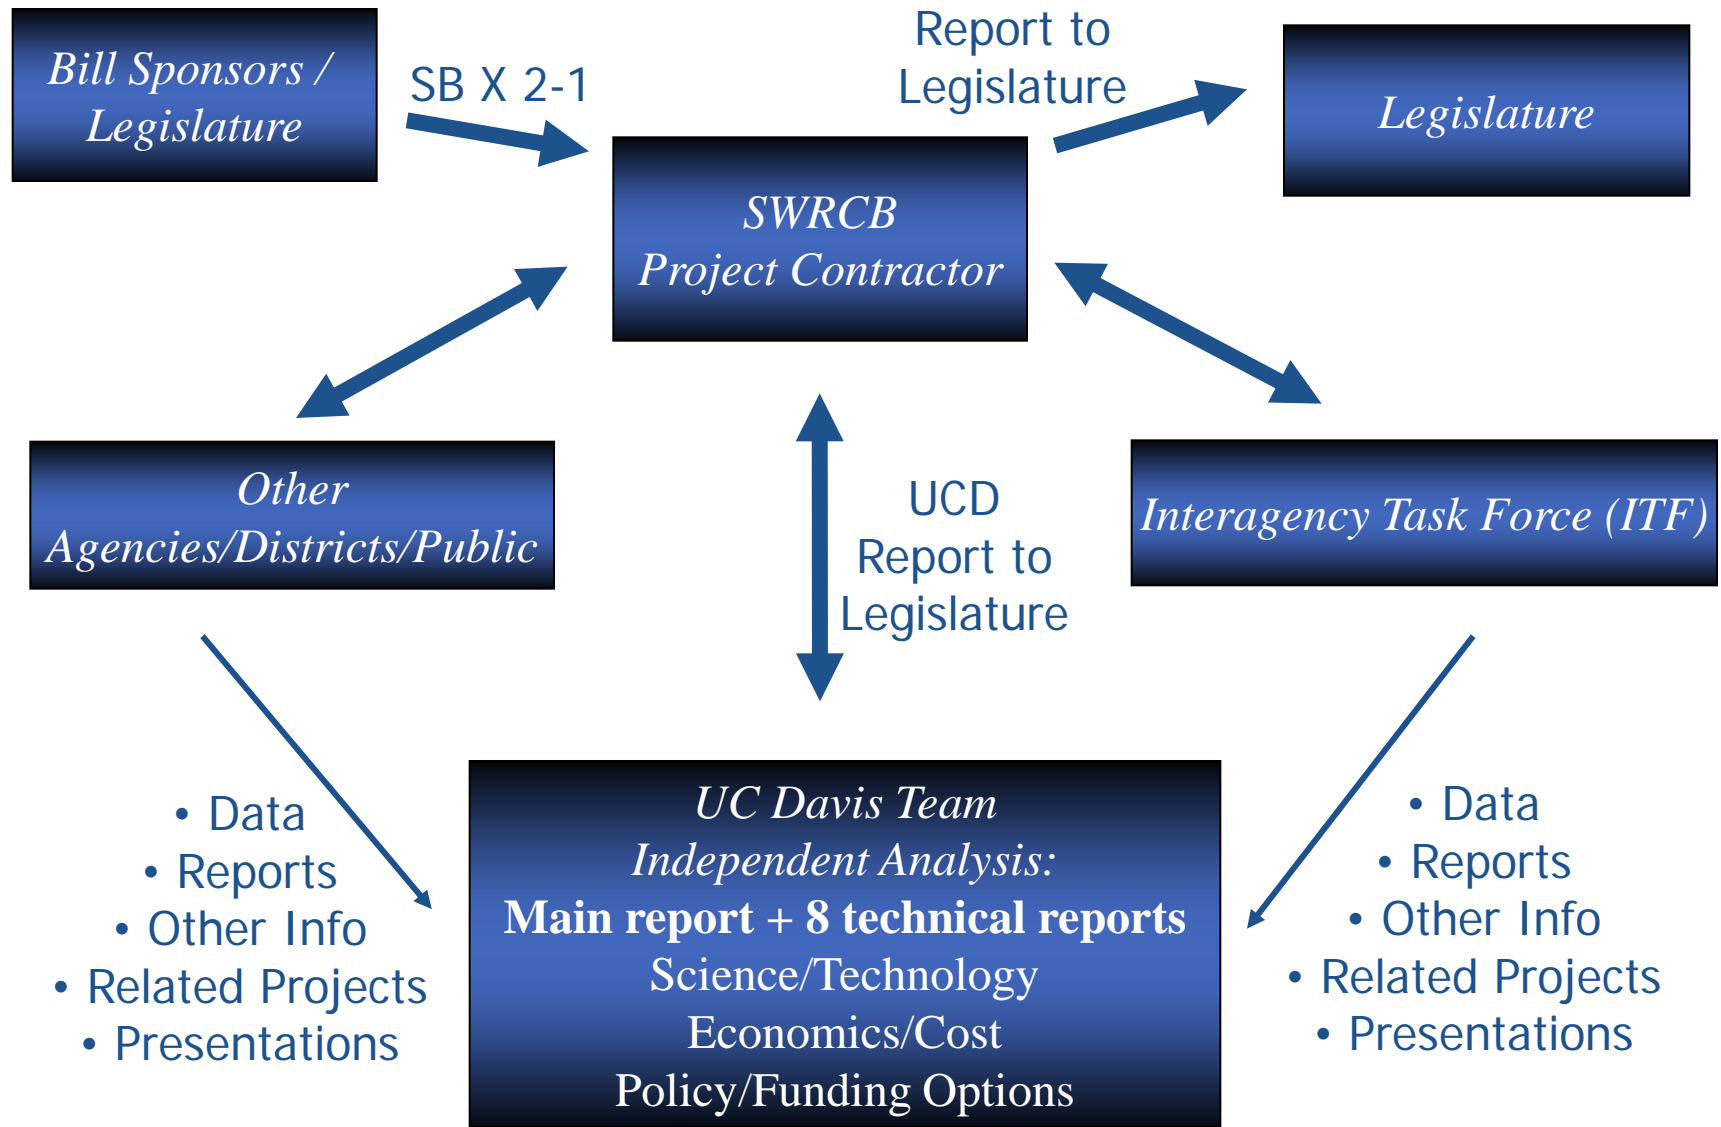 Bill Sponsors /
Legislature
SB X 2-1
Report to
Legislature
Legislature
SWRCB
Project Contractor
Other
Agencies/Districts/Public
UCD
Report to
Legislature
Interagency Task Force (ITF)
• Data
• Reports
• Other Info
• Related Projects
• Presentations
UC Davis Team
Independent Analysis:
Main report + 8 technical reports
Science/Technology
Economics/Cost
Policy/Funding Options
• Data
• Reports
• Other Info
• Related Projects
• Presentations